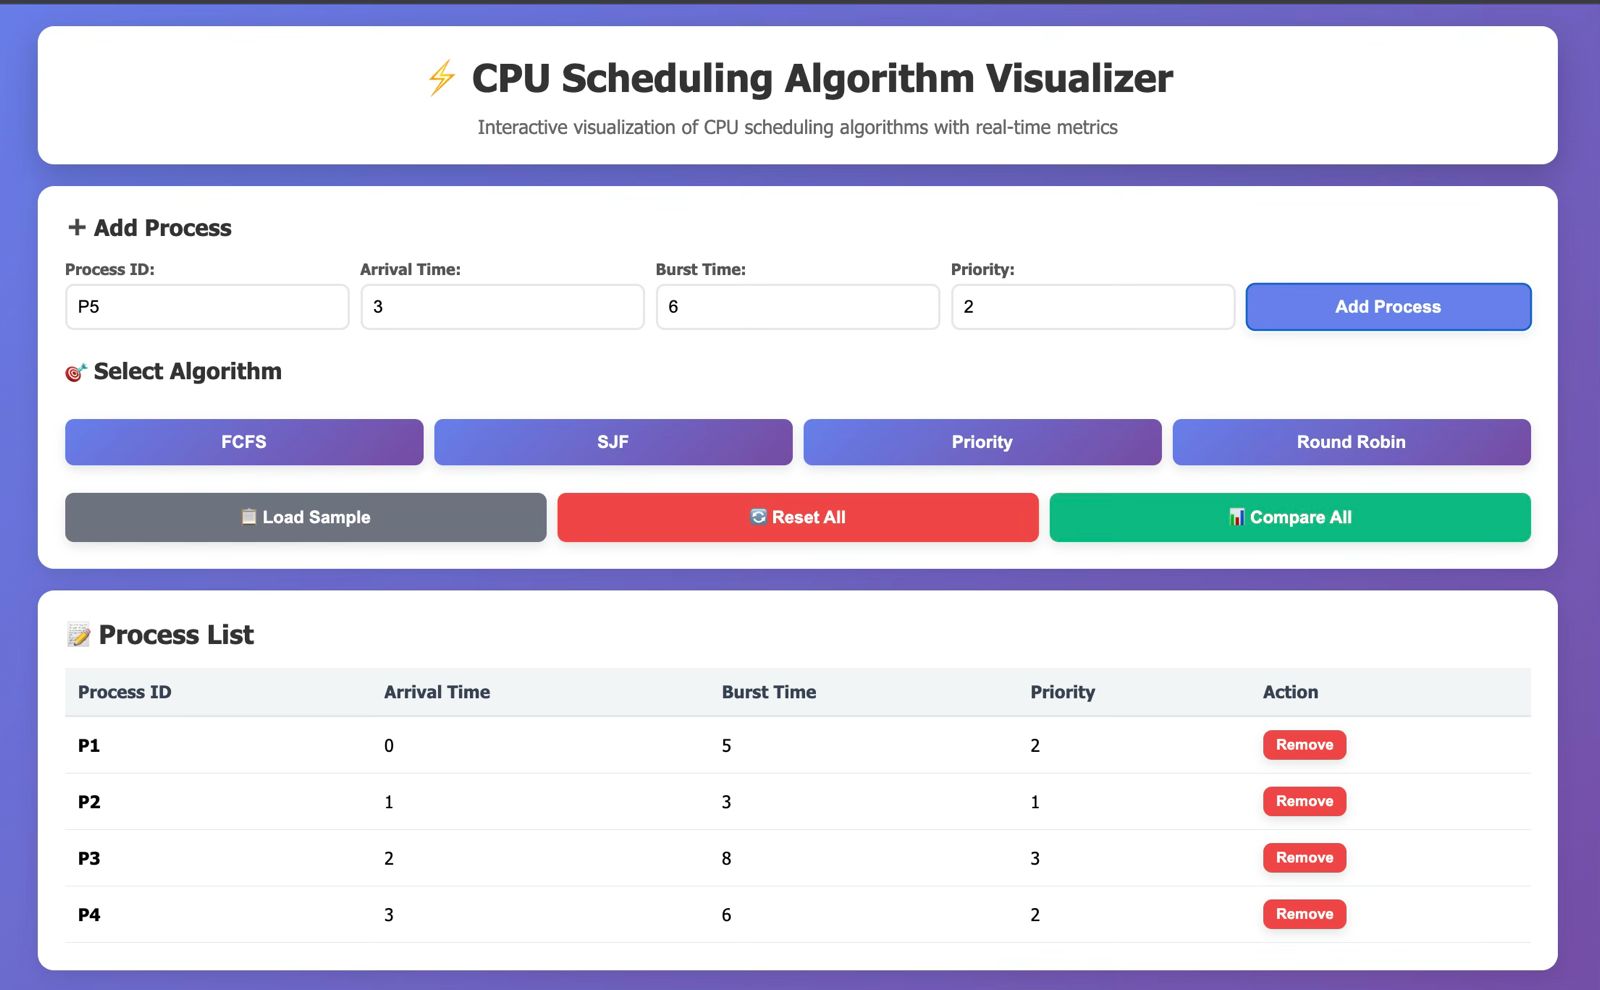 ⚡ CPU Scheduling Algorithm Visualizer
Interactive visualization of CPU scheduling algorithms with real-time metrics
➕ Add Process
Process ID: Arrival Time: Burst Time: Priority:
P5 3 6 2 Add Process
🎯 Select Algorithm
FCFS SJF Priority Round Robin
📋 Load Sample 🔄 Reset All 📊 Compare All
📝 Process List
Process ID Arrival Time Burst Time Priority Action
P1 0 5 2 Remove
P2 1 3 1 Remove
P3 2 8 3 Remove
P4 3 6 2 Remove